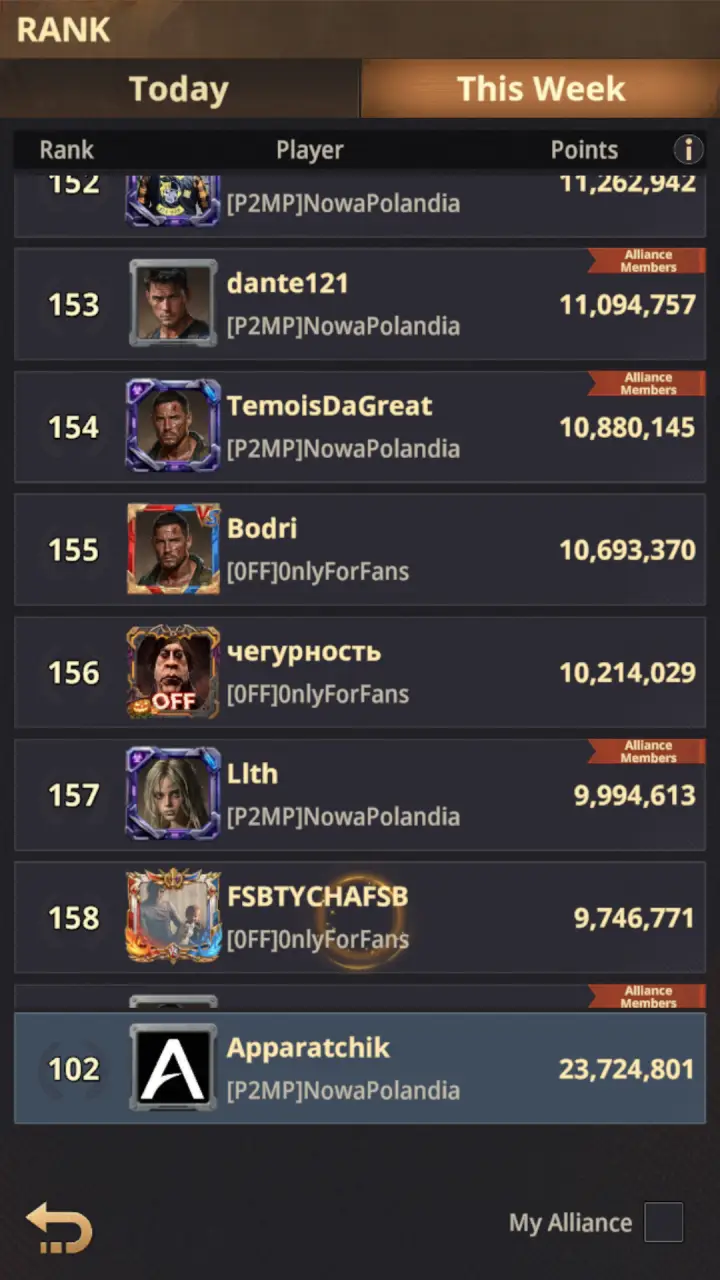 RANK
Today
This Week
Rank Player Points
152 [P2MP]NowaPolandia 11,262,942
Alliance Members
153 dante121 11,094,757
[P2MP]NowaPolandia
Alliance Members
154 TemoisDaGreat 10,880,145
[P2MP]NowaPolandia
155 Bodri 10,693,370
[0FF]0nlyForFans
156 чегурность 10,214,029
[0FF]0nlyForFans
OFF
Alliance Members
157 Llth 9,994,613
[P2MP]NowaPolandia
158 FSBTYCHAFSB 9,746,771
[0FF]0nlyForFans
Alliance Members
102 Apparatchik 23,724,801
[P2MP]NowaPolandia
My Alliance